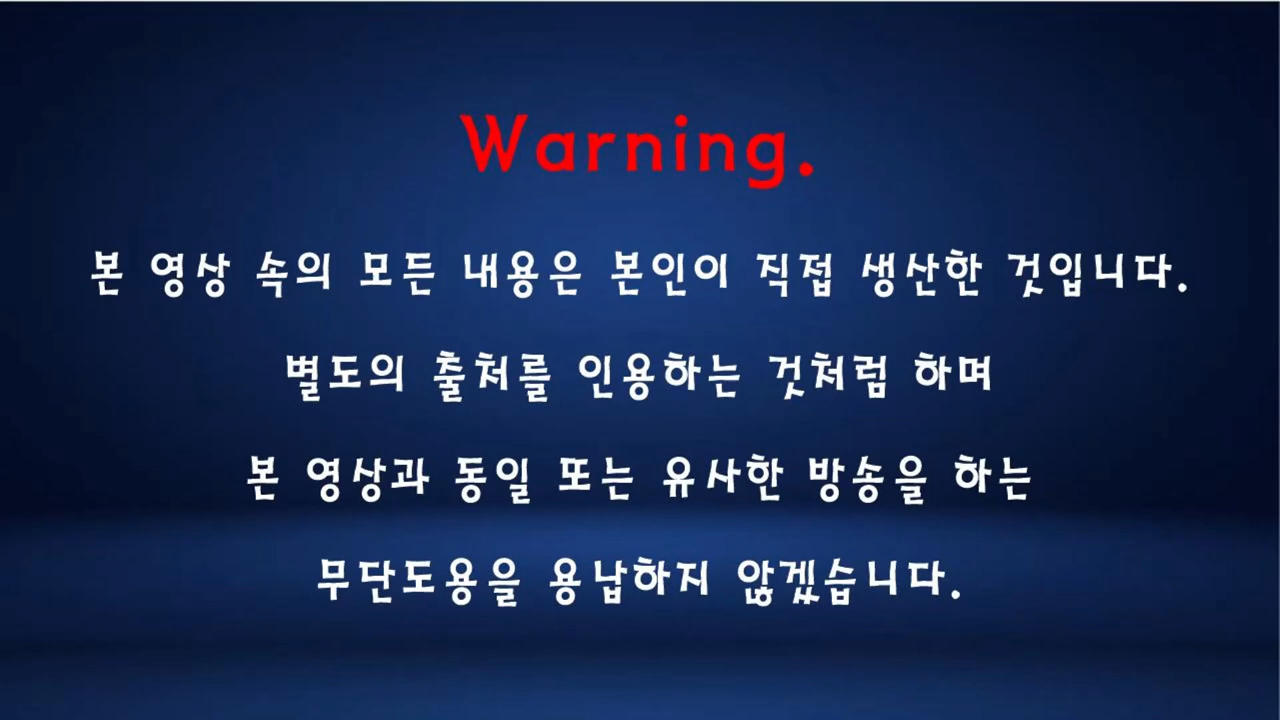 Warning.
본 영상 속의 모든 내용은 본인이 직접 생산한 것입니다.
별도의 출처를 인용하는 것처럼 하며
본 영상과 동일 또는 유사한 방송을 하는
무단도용을 용납하지 않겠습니다.